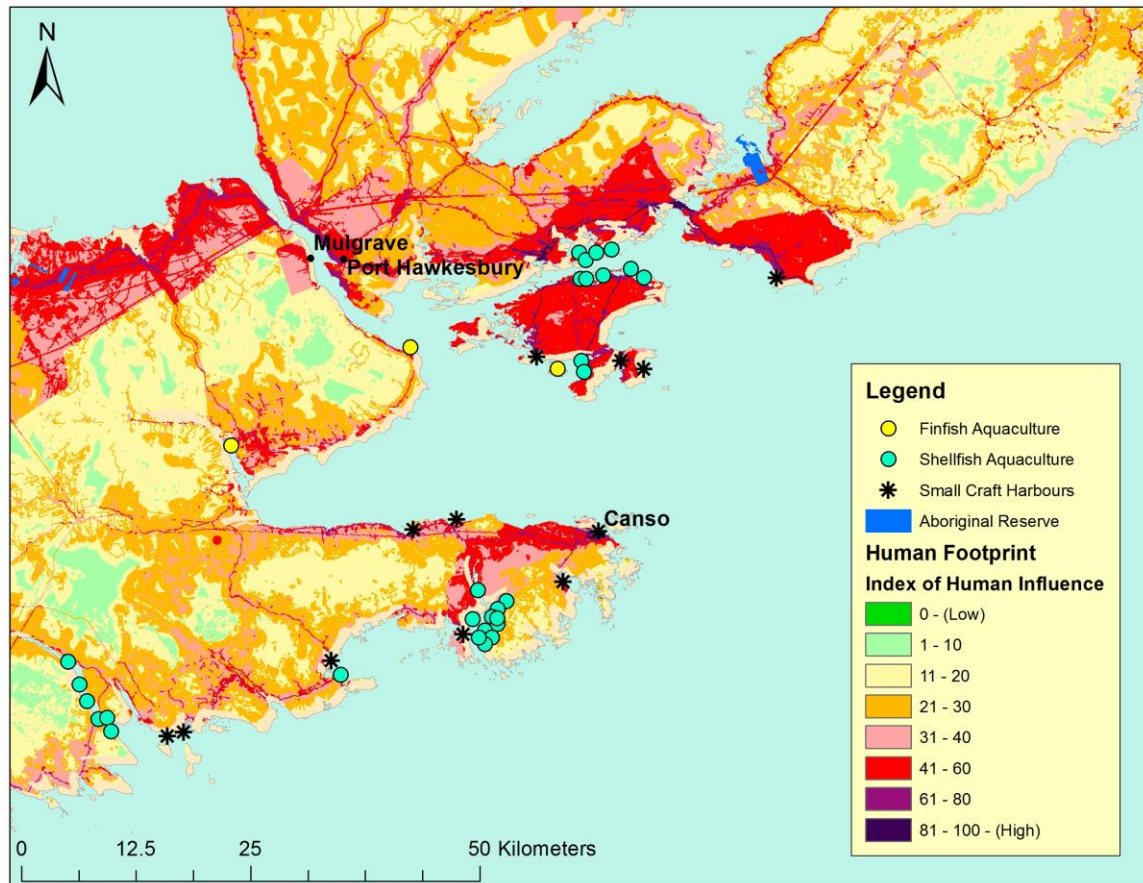 N
Mulgrave
Port Hawkesbury
Canso
Legend
Finfish Aquaculture
Shellfish Aquaculture
Small Craft Harbours
Aboriginal Reserve
Human Footprint
Index of Human Influence
0 - (Low)
1 - 10
11 - 20
21 - 30
31 - 40
41 - 60
61 - 80
81 - 100 - (High)
0 12.5 25 50 Kilometers